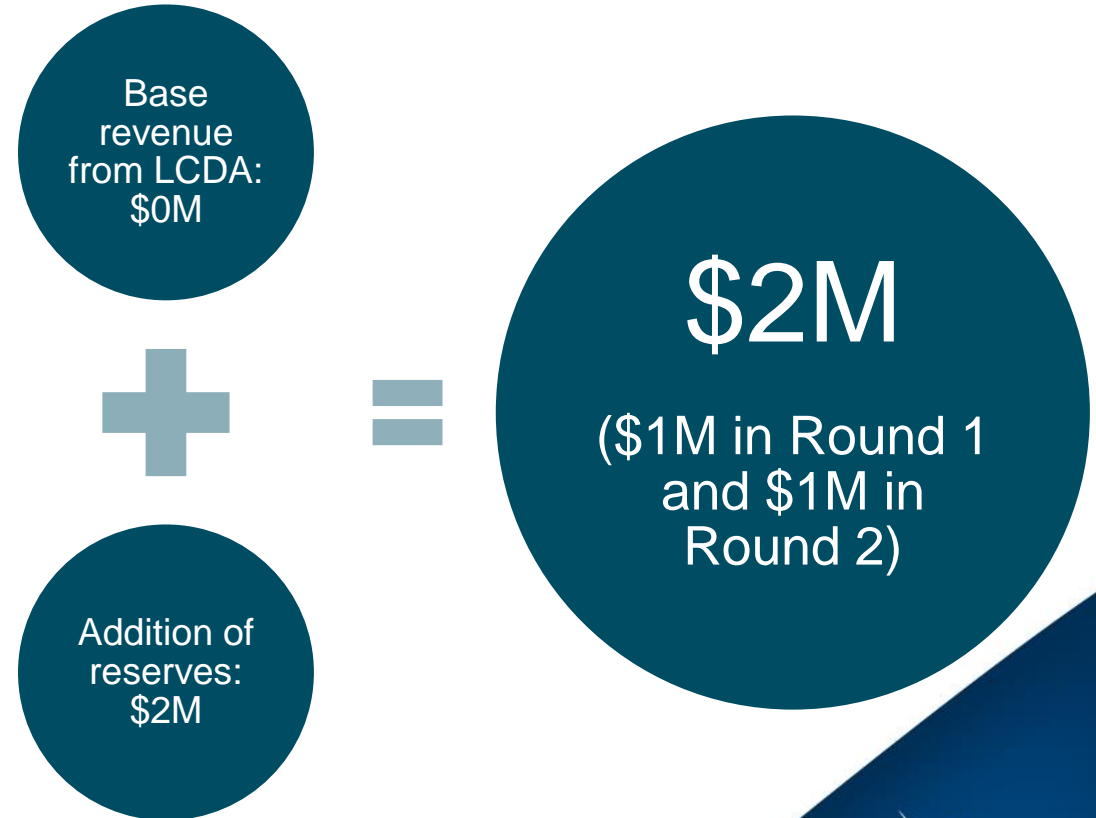 Base
revenue
from LCDA:
$0M
Addition of
reserves:
$2M
$2M
($1M in Round 1
and $1M in
Round 2)